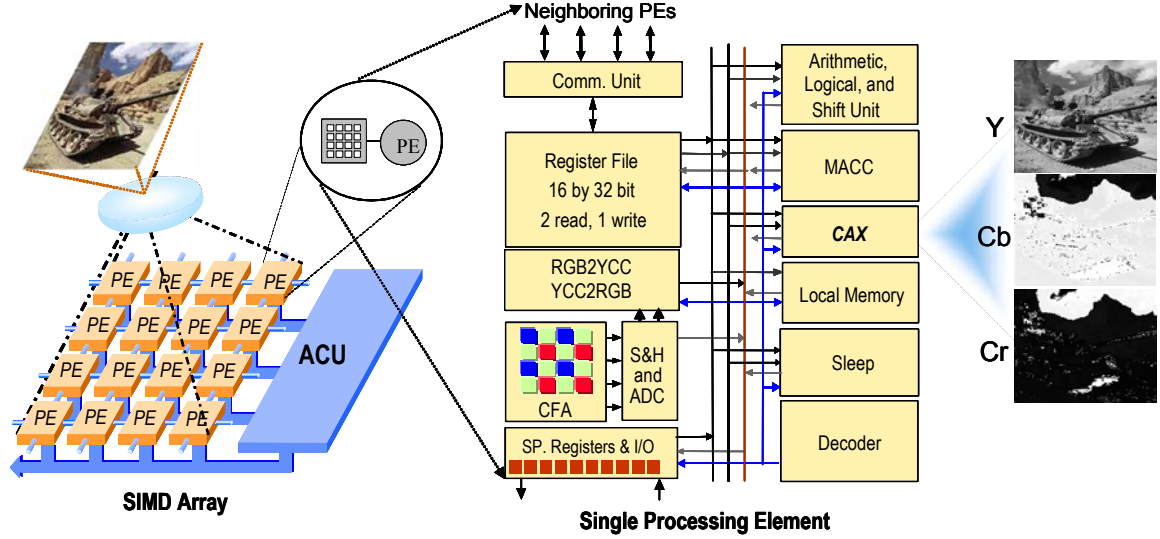 Neighboring PEs
Comm. Unit
Register File
16 by 32 bit
2 read, 1 write
RGB2YCC
YCC2RGB
CFA
S&H
and
ADC
SP. Registers & I/O
Arithmetic,
Logical, and
Shift Unit
MACC
CAX
Local Memory
Sleep
Decoder
Single Processing Element
Y
Cb
Cr
PE
PE PE PE PE
PE PE PE PE
PE PE PE PE
PE PE PE PE
ACU
SIMD Array